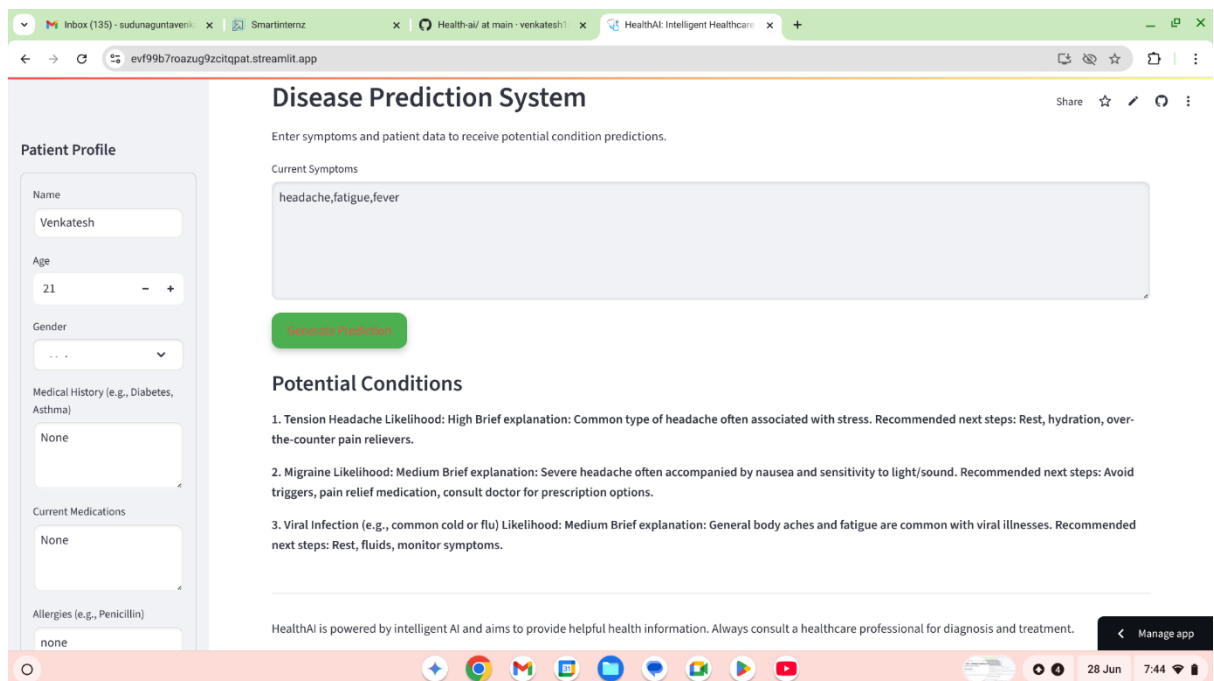 Inbox (135) - sudunaguntavenk
Smartinternz
Health-ai/ at main · venkatesh1
HealthAI: Intelligent Healthcare
evf99b7roazug9zcitqpat.streamlit.app
Share
Patient Profile
Name
Venkatesh
Age
21
Gender
Medical History (e.g., Diabetes,
Asthma)
None
Current Medications
None
Allergies (e.g., Penicillin)
none
Disease Prediction System
Enter symptoms and patient data to receive potential condition predictions.
Current Symptoms
headache,fatigue,fever
Generate Prediction
Potential Conditions
1. Tension Headache Likelihood: High Brief explanation: Common type of headache often associated with stress. Recommended next steps: Rest, hydration, over-
the-counter pain relievers.
2. Migraine Likelihood: Medium Brief explanation: Severe headache often accompanied by nausea and sensitivity to light/sound. Recommended next steps: Avoid
triggers, pain relief medication, consult doctor for prescription options.
3. Viral Infection (e.g., common cold or flu) Likelihood: Medium Brief explanation: General body aches and fatigue are common with viral illnesses. Recommended
next steps: Rest, fluids, monitor symptoms.
HealthAI is powered by intelligent AI and aims to provide helpful health information. Always consult a healthcare professional for diagnosis and treatment.
Manage app
28 Jun
7:44